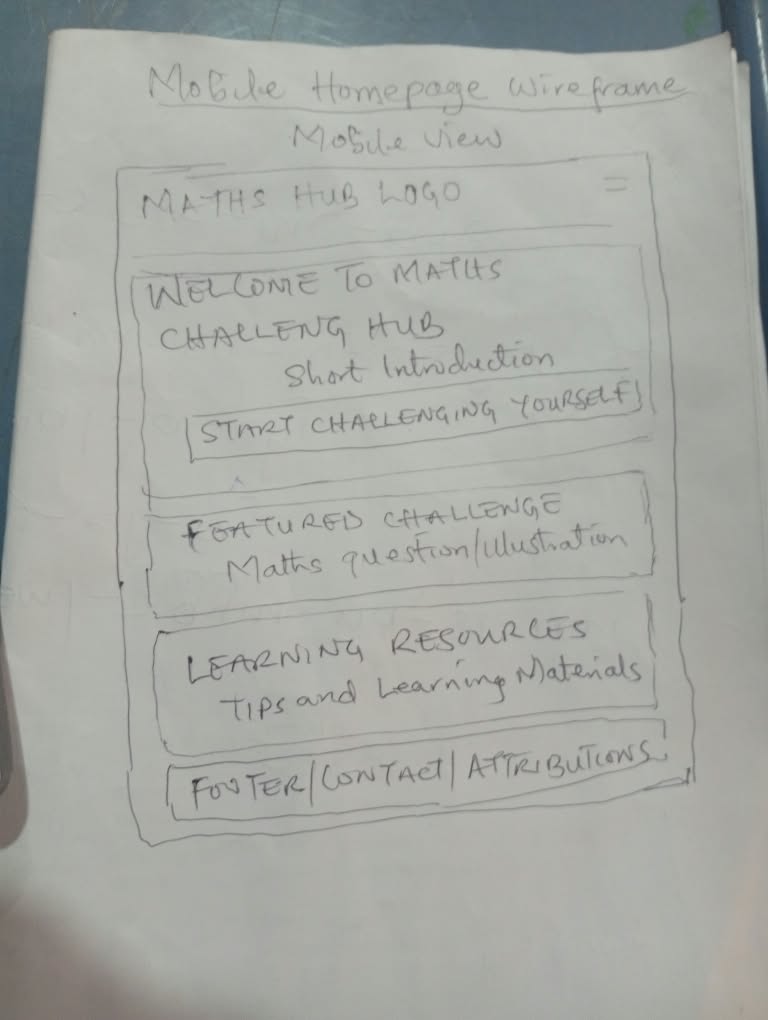 Mobile Homepage Wireframe
Mobile View
MATHS HUB LOGO
WELCOME TO MATHS
CHALLENG HUB
Short Introduction
START CHALLENGING YOURSELF
FEATURED CHALLENGE
Maths question/illustration
LEARNING RESOURCES
TIPS and Learning Materials
FOOTER/CONTACT/ATTRIBUTIONS